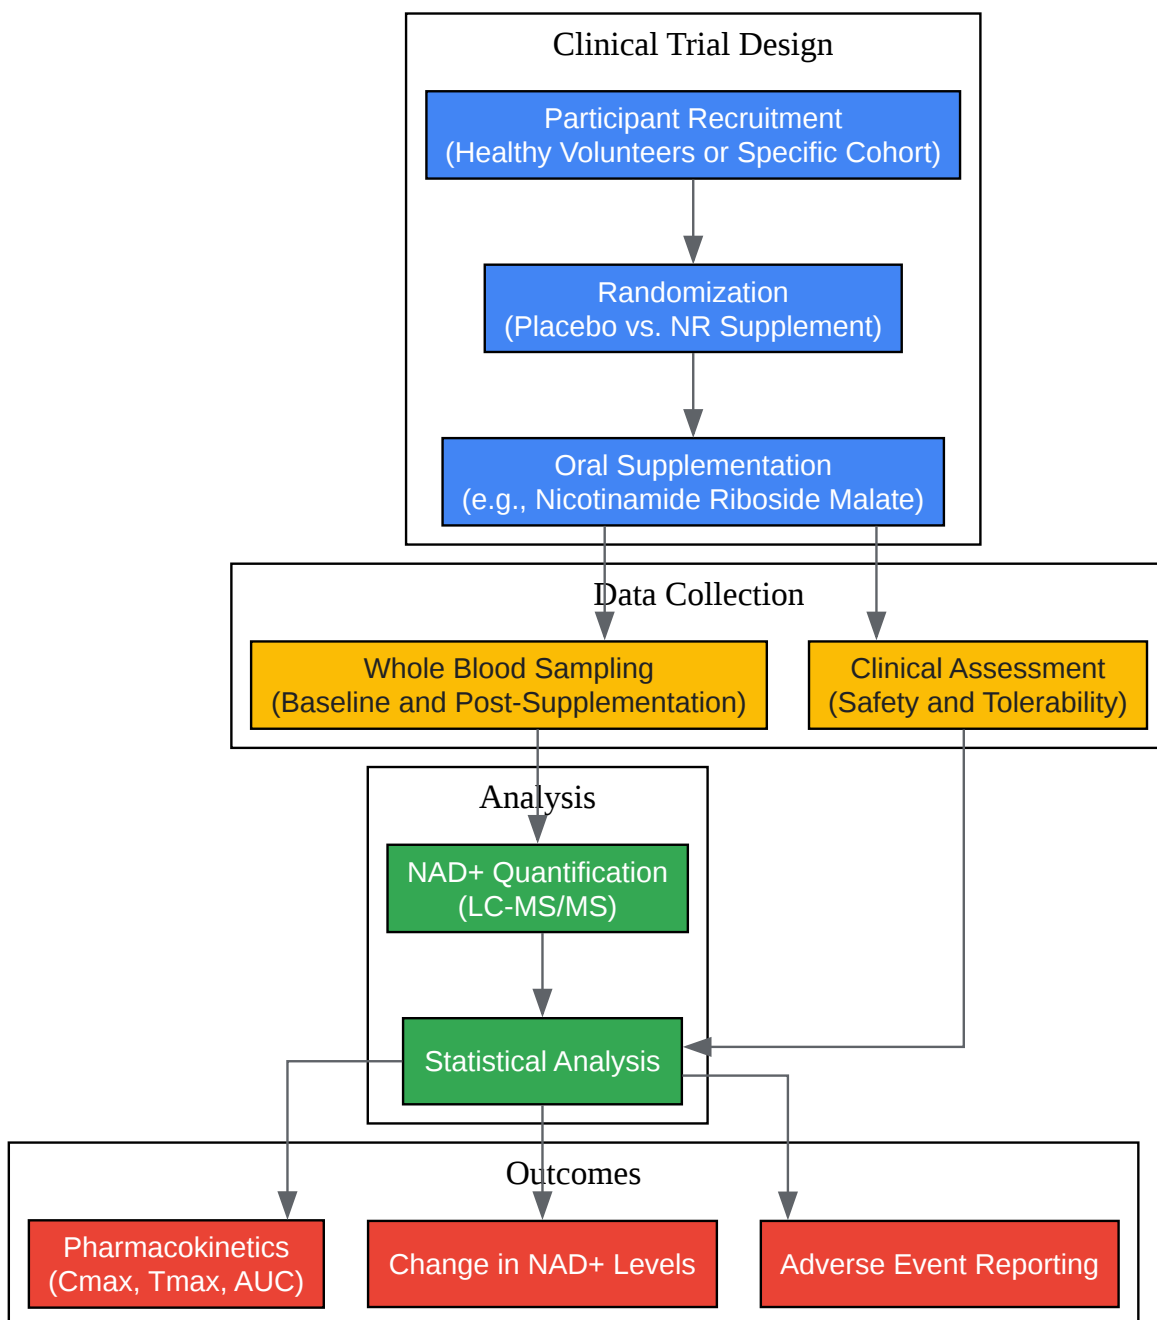 Clinical Trial Design
Participant Recruitment
(Healthy Volunteers or Specific Cohort)
Randomization
(Placebo vs. NR Supplement)
Oral Supplementation
(e.g., Nicotinamide Riboside Malate)
Data Collection
Whole Blood Sampling
(Baseline and Post-Supplementation)
Clinical Assessment
(Safety and Tolerability)
Analysis
NAD+ Quantification
(LC-MS/MS)
Statistical Analysis
Outcomes
Pharmacokinetics
(Cmax, Tmax, AUC)
Change in NAD+ Levels
Adverse Event Reporting